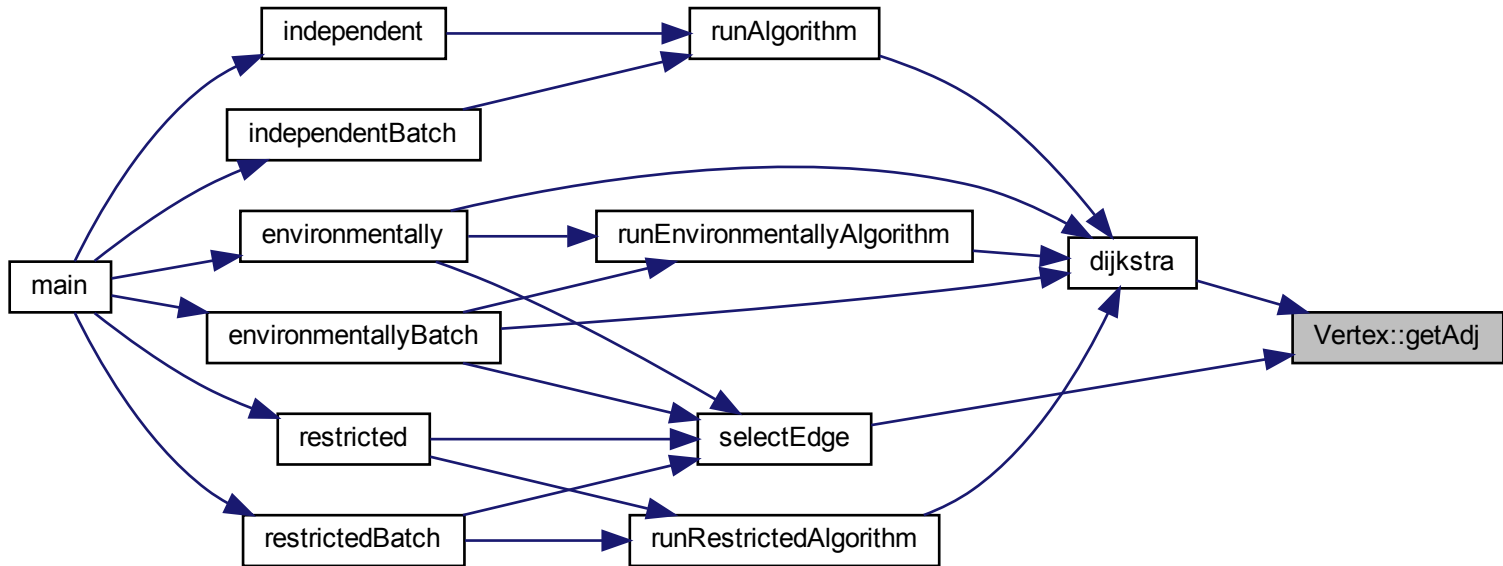 independent
runAlgorithm
independentBatch
environmentally
runEnvironmentallyAlgorithm
dijkstra
main
environmentallyBatch
Vertex::getAdj
restricted
selectEdge
restrictedBatch
runRestrictedAlgorithm